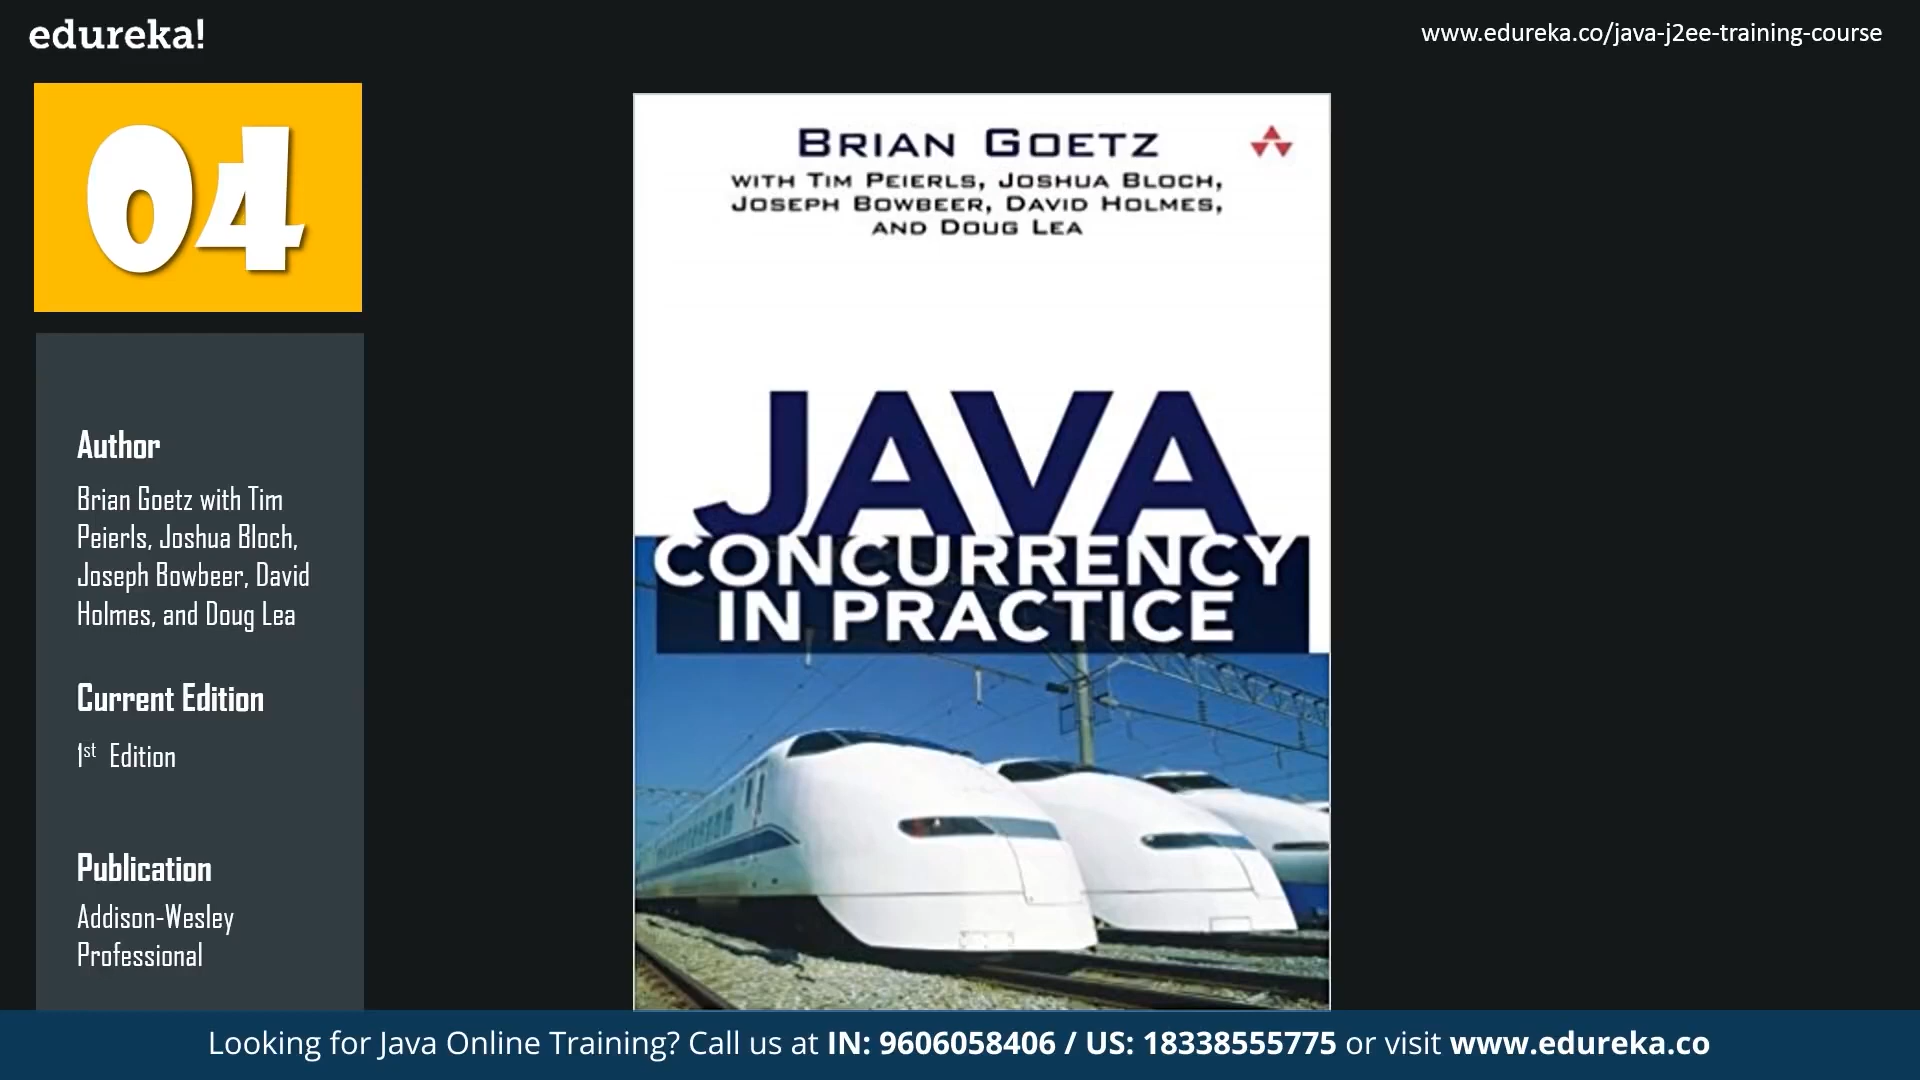 edureka!
www.edureka.co/java-j2ee-training-course
04
Author
Brian Goetz with Tim
Peierls, Joshua Bloch,
Joseph Bowbeer, David
Holmes, and Doug Lea
Current Edition
1st Edition
Publication
Addison-Wesley
Professional
BRIAN GOETZ
WITH TIM PEIERLS, JOSHUA BLOCH,
JOSEPH BOWBEER, DAVID HOLMES,
AND DOUG LEA
JAVA
CONCURRENCY
IN PRACTICE
Looking for Java Online Training? Call us at IN: 9606058406 / US: 18338555775 or visit www.edureka.co